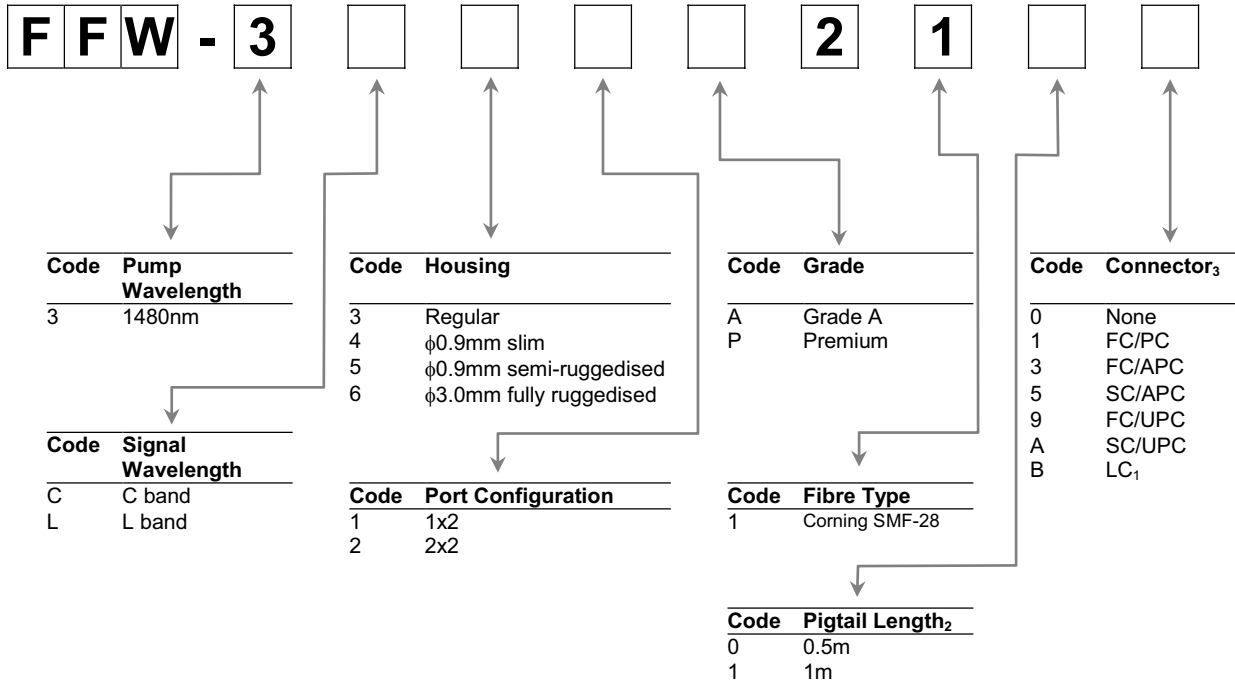 FFW - 3 2 1
Code Pump Wavelength
3 1480nm
Code Signal Wavelength
C C band
L L band
Code Housing
3 Regular
4 ϕ0.9mm slim
5 ϕ0.9mm semi-ruggedised
6 ϕ3.0mm fully ruggedised
Code Port Configuration
1 1x2
2 2x2
Code Grade
A Grade A
P Premium
Code Fibre Type
1 Corning SMF-28
Code Pigtail Length₂
0 0.5m
1 1m
Code Connector₃
0 None
1 FC/PC
3 FC/APC
5 SC/APC
9 FC/UPC
A SC/UPC
B LC₁